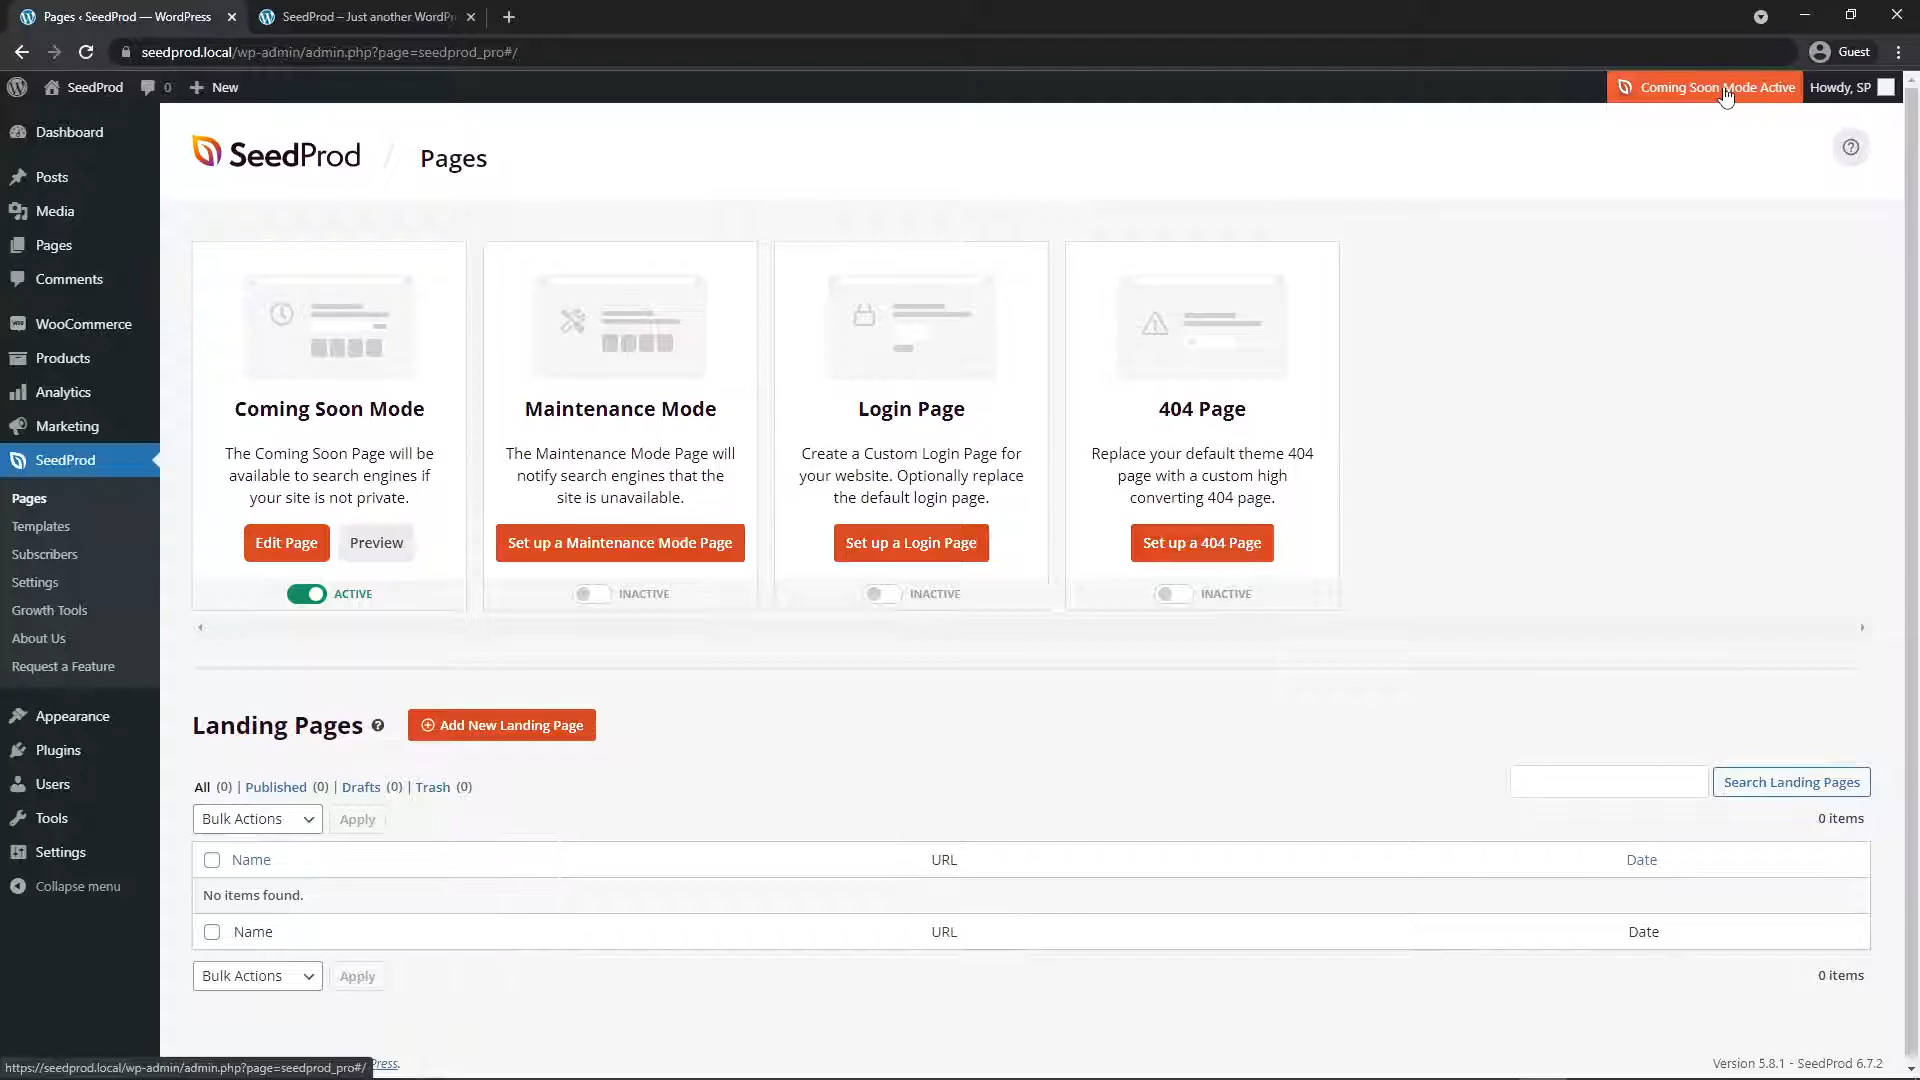 Pages ‹ SeedProd — WordPress
SeedProd – Just another WordPr
seedprod.local/wp-admin/admin.php?page=seedprod_pro#/
Guest
SeedProd 0 New
Coming Soon Mode Active Howdy, SP
Dashboard
Posts
Media
Pages
Comments
WooCommerce
Products
Analytics
Marketing
SeedProd
Pages
Templates
Subscribers
Settings
Growth Tools
About Us
Request a Feature
Appearance
Plugins
Users
Tools
Settings
Collapse menu
SeedProd / Pages
Coming Soon Mode
The Coming Soon Page will be
available to search engines if
your site is not private.
Edit Page Preview
ACTIVE
Maintenance Mode
The Maintenance Mode Page will
notify search engines that the
site is unavailable.
Set up a Maintenance Mode Page
INACTIVE
Login Page
Create a Custom Login Page for
your website. Optionally replace
the default login page.
Set up a Login Page
INACTIVE
404 Page
Replace your default theme 404
page with a custom high
converting 404 page.
Set up a 404 Page
INACTIVE
Landing Pages Add New Landing Page
All (0) | Published (0) | Drafts (0) | Trash (0)
Search Landing Pages
Bulk Actions Apply 0 items
Name URL Date
No items found.
Name URL Date
Bulk Actions Apply 0 items
https://seedprod.local/wp-admin/admin.php?page=seedprod_pro#/ Press.
Version 5.8.1 - SeedProd 6.7.2